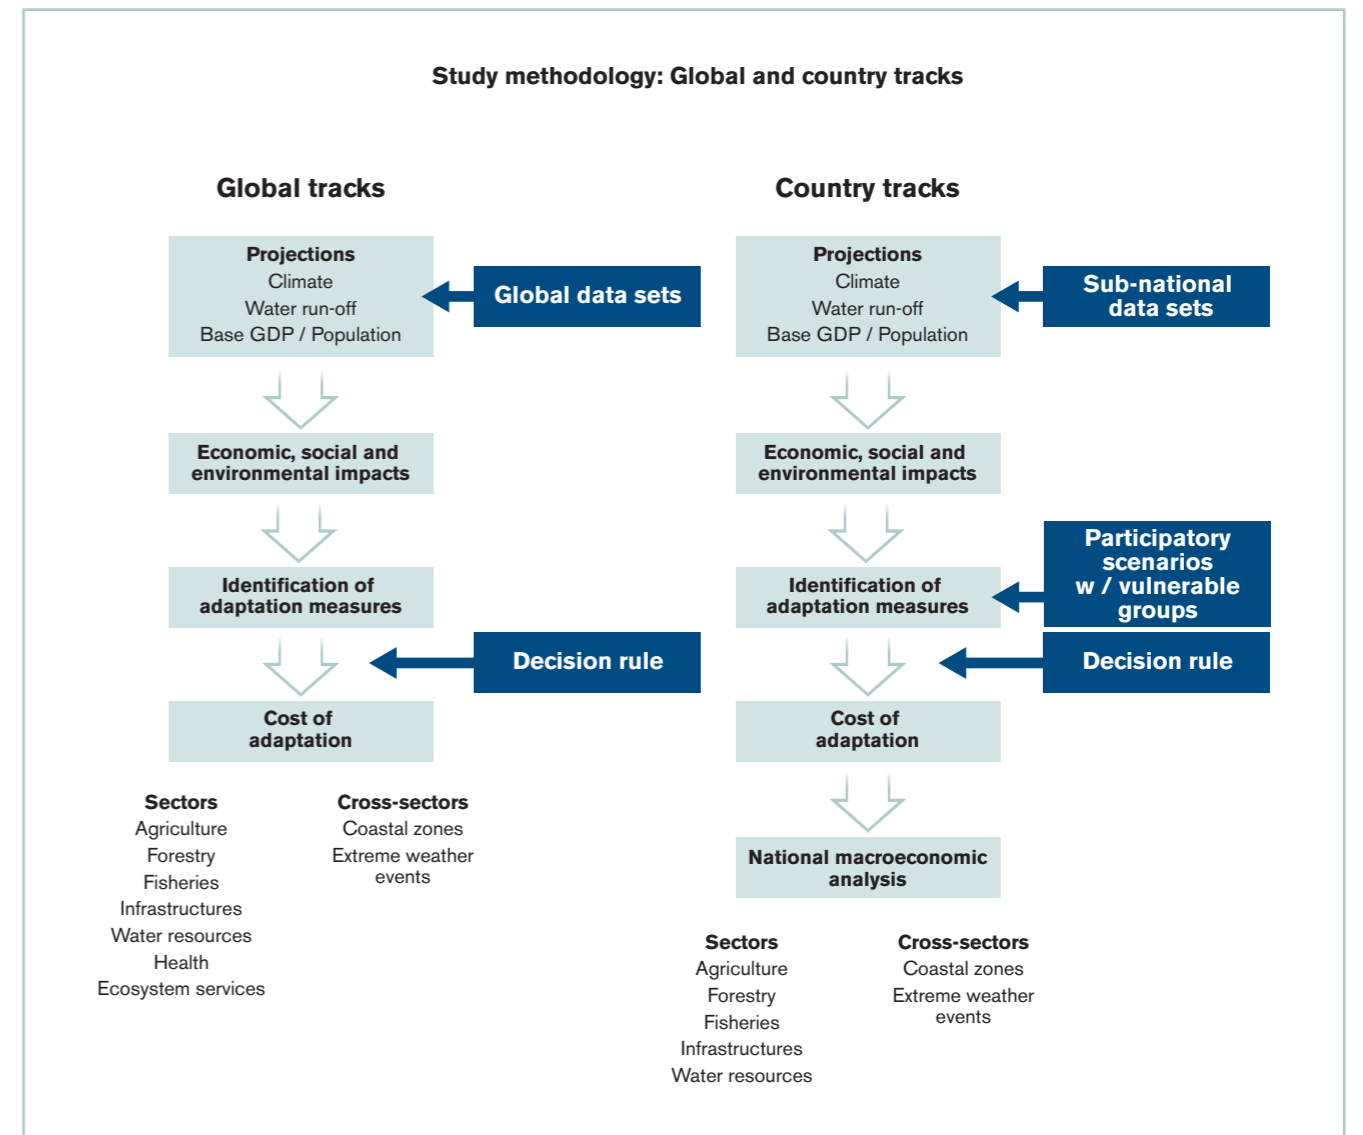 Study methodology: Global and country tracks
Global tracks
Projections
Climate
Water run-off
Base GDP / Population
Global data sets
Economic, social and
environmental impacts
Identification of
adaptation measures
Decision rule
Cost of
adaptation
Sectors
Agriculture
Forestry
Fisheries
Infrastructures
Water resources
Health
Ecosystem services
Cross-sectors
Coastal zones
Extreme weather
events
Country tracks
Projections
Climate
Water run-off
Base GDP / Population
Sub-national
data sets
Economic, social and
environmental impacts
Identification of
adaptation measures
Participatory
scenarios
w / vulnerable
groups
Decision rule
Cost of
adaptation
National macroeconomic
analysis
Sectors
Agriculture
Forestry
Fisheries
Infrastructures
Water resources
Cross-sectors
Coastal zones
Extreme weather
events